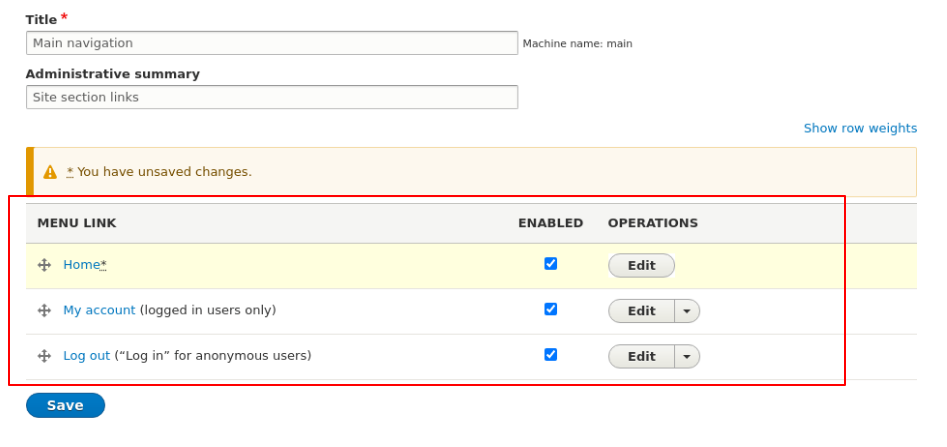 Title *
Main navigation
Machine name: main
Administrative summary
Site section links
Show row weights
* You have unsaved changes.
MENU LINK ENABLED OPERATIONS
Home* Edit
My account (logged in users only) Edit
Log out (“Log in” for anonymous users) Edit
Save